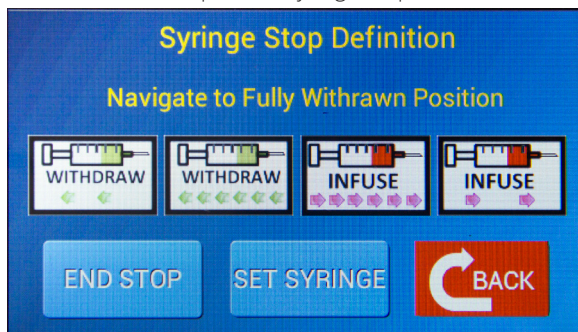 Syringe Stop Definition
Navigate to Fully Withrawn Position
WITHDRAW WITHDRAW INFUSE INFUSE
END STOP SET SYRINGE BACK